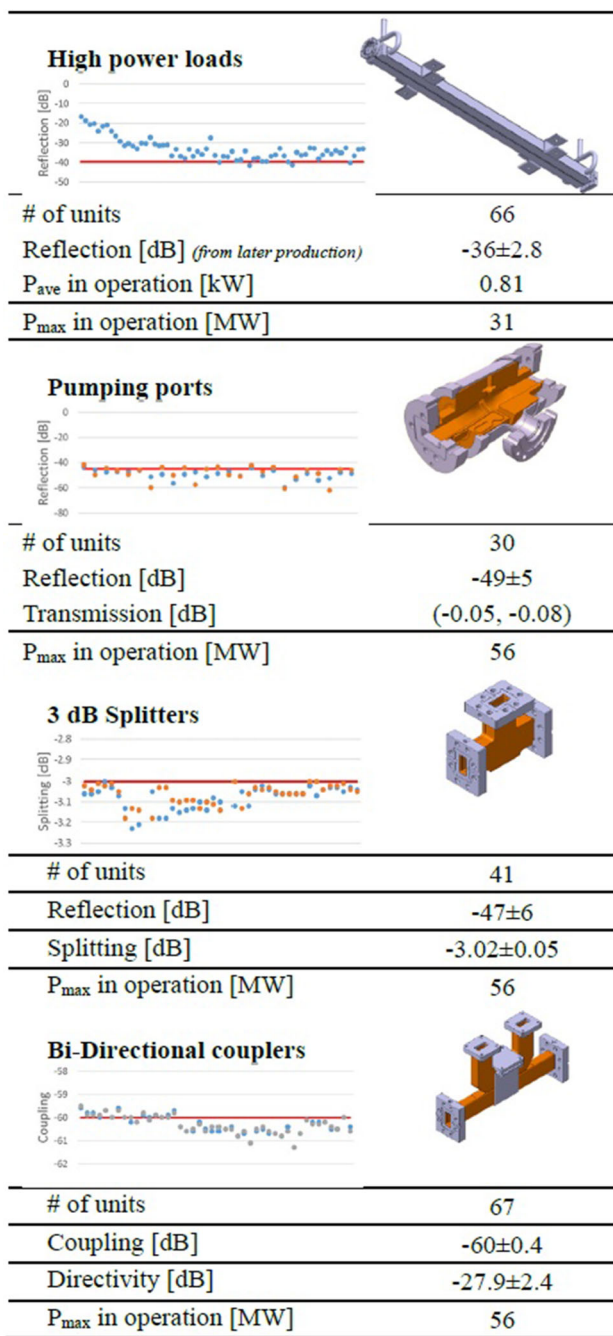 High power loads
Reflection [dB]
0
-10
-20
-30
-40
-50
# of units 66
Reflection [dB] (from later production) -36±2.8
Pave in operation [kW] 0.81
Pmax in operation [MW] 31
Pumping ports
Reflection [dB]
0
-20
-40
-60
-80
# of units 30
Reflection [dB] -49±5
Transmission [dB] (-0.05, -0.08)
Pmax in operation [MW] 56
3 dB Splitters
Splitting [dB]
-2.8
-2.9
-3
-3.1
-3.2
-3.3
# of units 41
Reflection [dB] -47±6
Splitting [dB] -3.02±0.05
Pmax in operation [MW] 56
Bi-Directional couplers
Coupling
-58
-59
-60
-61
-62
# of units 67
Coupling [dB] -60±0.4
Directivity [dB] -27.9±2.4
Pmax in operation [MW] 56